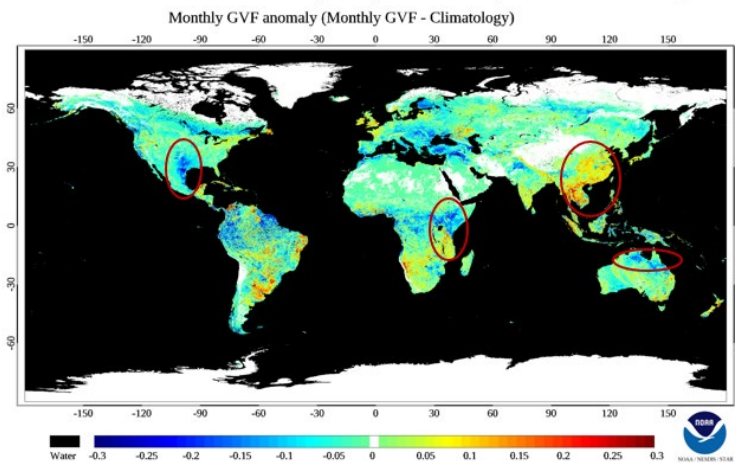 Monthly GVF anomaly (Monthly GVF - Climatology)
-150 -120 -90 -60 -30 0 30 60 90 120 150
60
30
0
-30
-60
-150 -120 -90 -60 -30 0 30 60 90 120 150
Water -0.3 -0.25 -0.2 -0.15 -0.1 -0.05 0 0.05 0.1 0.15 0.2 0.25 0.3
NOAA
NOAA / NESDIS / STAR